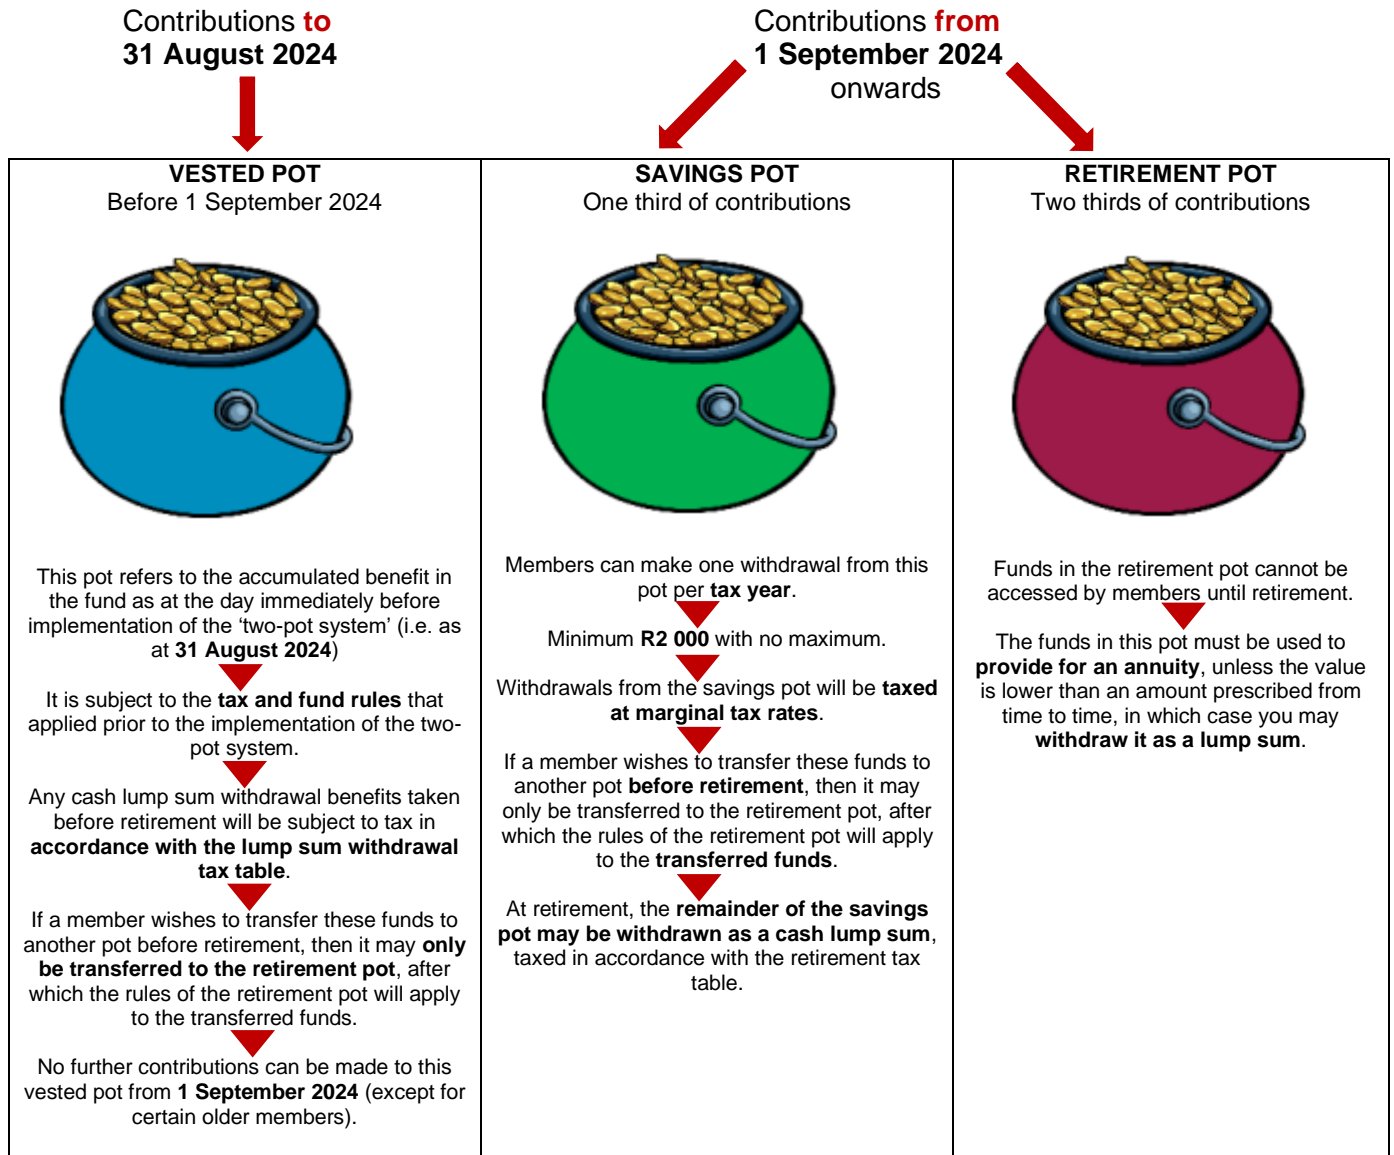 Contributions to
31 August 2024
Contributions from
1 September 2024
onwards
VESTED POT
Before 1 September 2024
This pot refers to the accumulated benefit in
the fund as at the day immediately before
implementation of the ‘two-pot system’ (i.e. as
at 31 August 2024)
It is subject to the tax and fund rules that
applied prior to the implementation of the two-
pot system.
Any cash lump sum withdrawal benefits taken
before retirement will be subject to tax in
accordance with the lump sum withdrawal
tax table.
If a member wishes to transfer these funds to
another pot before retirement, then it may only
be transferred to the retirement pot, after
which the rules of the retirement pot will apply
to the transferred funds.
No further contributions can be made to this
vested pot from 1 September 2024 (except for
certain older members).
SAVINGS POT
One third of contributions
Members can make one withdrawal from this
pot per tax year.
Minimum R2 000 with no maximum.
Withdrawals from the savings pot will be taxed
at marginal tax rates.
If a member wishes to transfer these funds to
another pot before retirement, then it may
only be transferred to the retirement pot, after
which the rules of the retirement pot will apply
to the transferred funds.
At retirement, the remainder of the savings
pot may be withdrawn as a cash lump sum,
taxed in accordance with the retirement tax
table.
RETIREMENT POT
Two thirds of contributions
Funds in the retirement pot cannot be
accessed by members until retirement.
The funds in this pot must be used to
provide for an annuity, unless the value
is lower than an amount prescribed from
time to time, in which case you may
withdraw it as a lump sum.